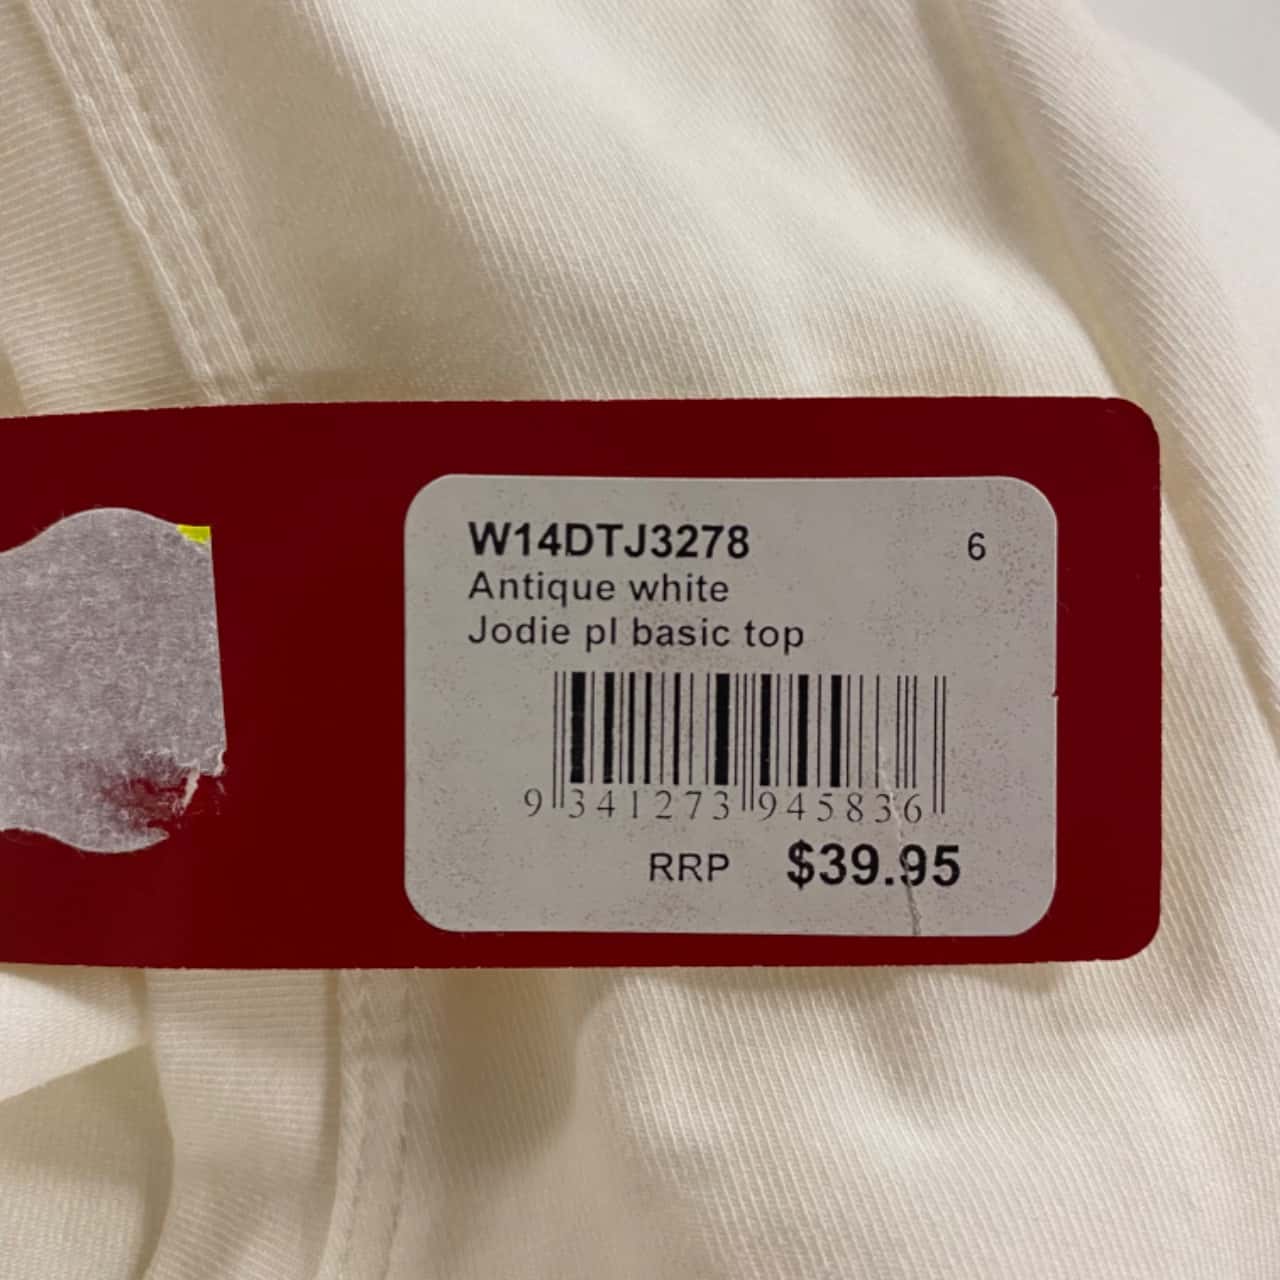 W14DTJ3278 6
Antique white
Jodie pl basic top
9 341273 945836
RRP $39.95